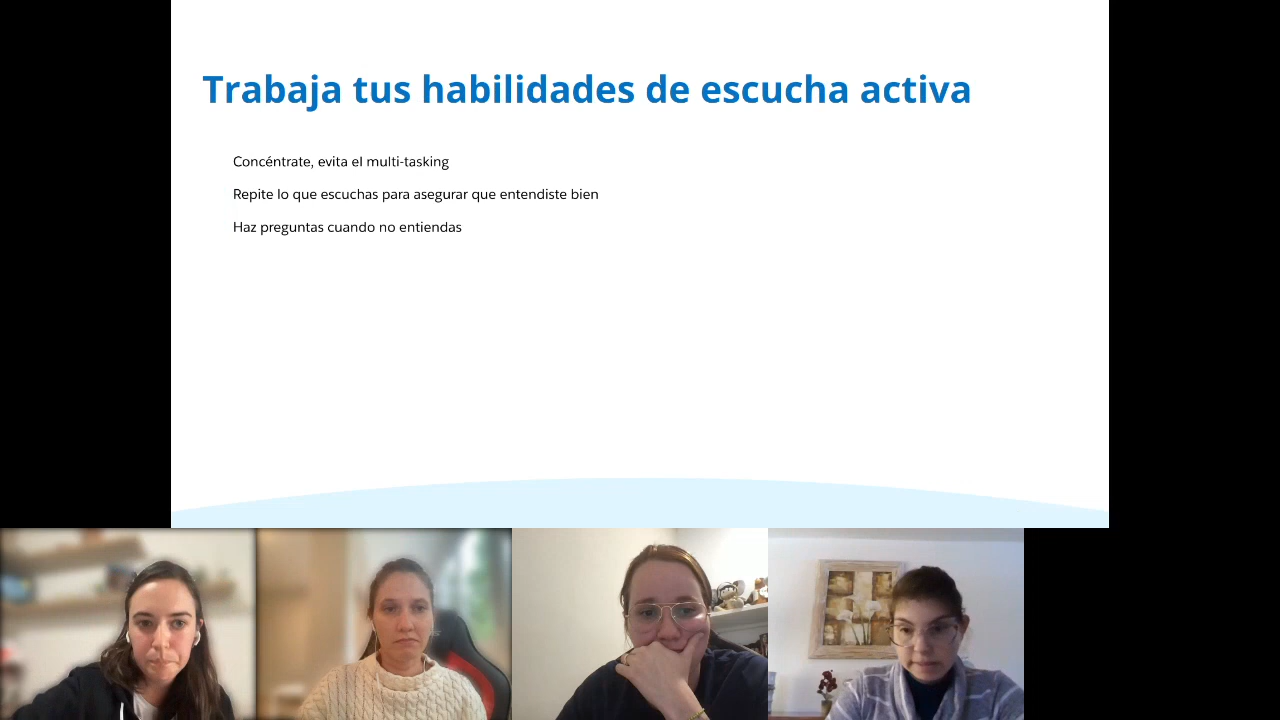 Trabaja tus habilidades de escucha activa
Concéntrate, evita el multi-tasking
Repite lo que escuchas para asegurar que entendiste bien
Haz preguntas cuando no entiendas